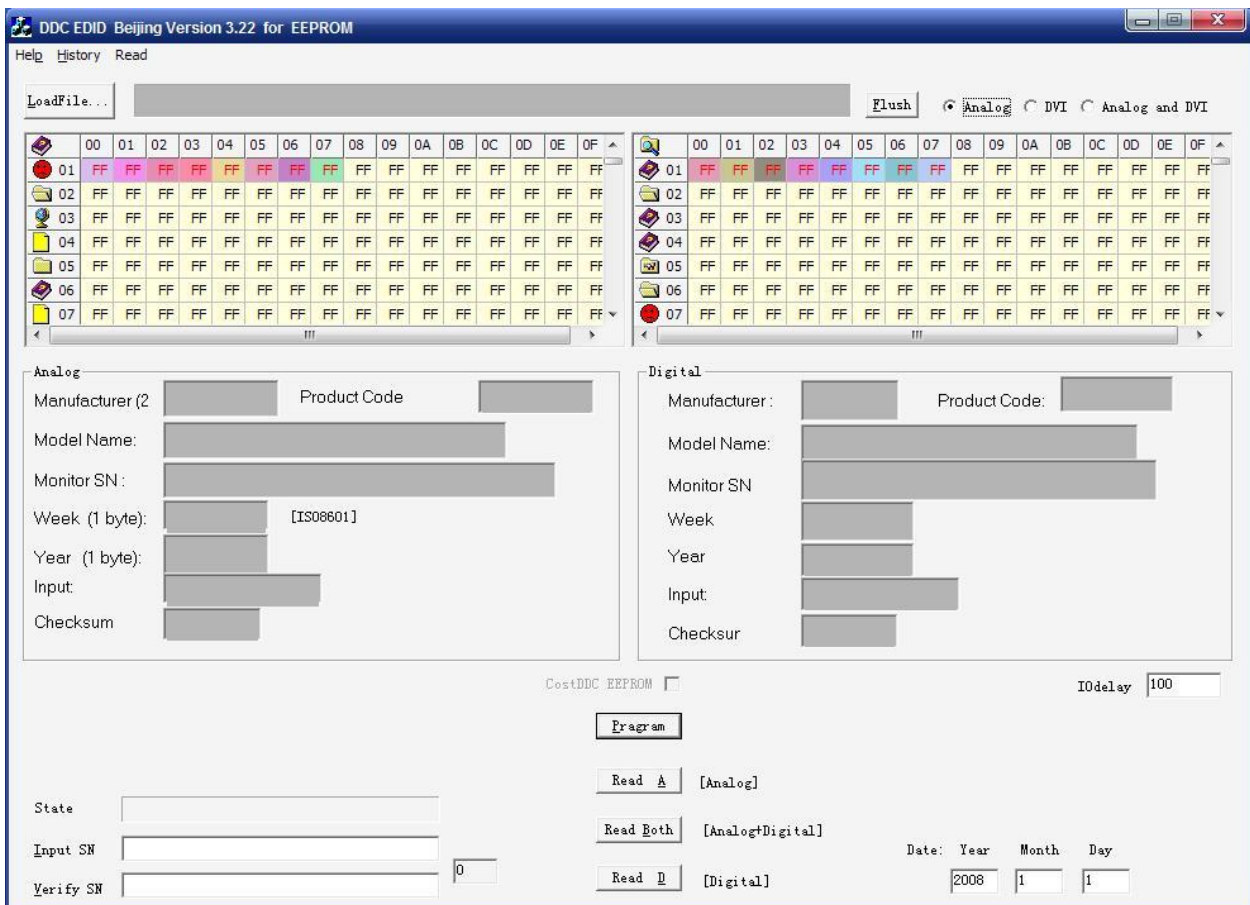 DDC EDID Beijing Version 3.22 for EEPROM
Help History Read
LoadFile... Flush Analog DVI Analog and DVI
00 01 02 03 04 05 06 07 08 09 0A 0B 0C 0D 0E 0F 00 01 02 03 04 05 06 07 08 09 0A 0B 0C 0D 0E 0F
01 FF FF FF FF FF FF FF FF FF FF FF FF FF FF FF FF 01 FF FF FF FF FF FF FF FF FF FF FF FF FF FF FF FF
02 FF FF FF FF FF FF FF FF FF FF FF FF FF FF FF FF 02 FF FF FF FF FF FF FF FF FF FF FF FF FF FF FF FF
03 FF FF FF FF FF FF FF FF FF FF FF FF FF FF FF FF 03 FF FF FF FF FF FF FF FF FF FF FF FF FF FF FF FF
04 FF FF FF FF FF FF FF FF FF FF FF FF FF FF FF FF 04 FF FF FF FF FF FF FF FF FF FF FF FF FF FF FF FF
05 FF FF FF FF FF FF FF FF FF FF FF FF FF FF FF FF 05 FF FF FF FF FF FF FF FF FF FF FF FF FF FF FF FF
06 FF FF FF FF FF FF FF FF FF FF FF FF FF FF FF FF 06 FF FF FF FF FF FF FF FF FF FF FF FF FF FF FF FF
07 FF FF FF FF FF FF FF FF FF FF FF FF FF FF FF FF 07 FF FF FF FF FF FF FF FF FF FF FF FF FF FF FF FF
Analog
Manufacturer (2 Product Code
Model Name:
Monitor SN :
Week (1 byte): [ISO8601]
Year (1 byte):
Input:
Checksum
Digital
Manufacturer : Product Code:
Model Name:
Monitor SN
Week
Year
Input:
Checksur
CostDDC EEPROM IOdelay 100
Pragram
Read A [Analog]
State
Read Both [Analog+Digital]
Input SN
Date: Year Month Day
0
Read D [Digital] 2008 1 1
Verify SN